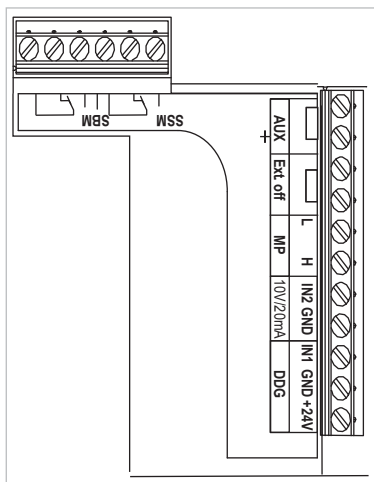 SBM
SSM
AUX
+
Ext off
MP
10V/20mA
DDG
L
H
IN2 GND
IN1 GND +24V